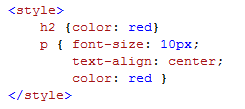 <style>
    h2 {color: red}
    p { font-size: 10px;
        text-align: center;
        color: red }
</style>